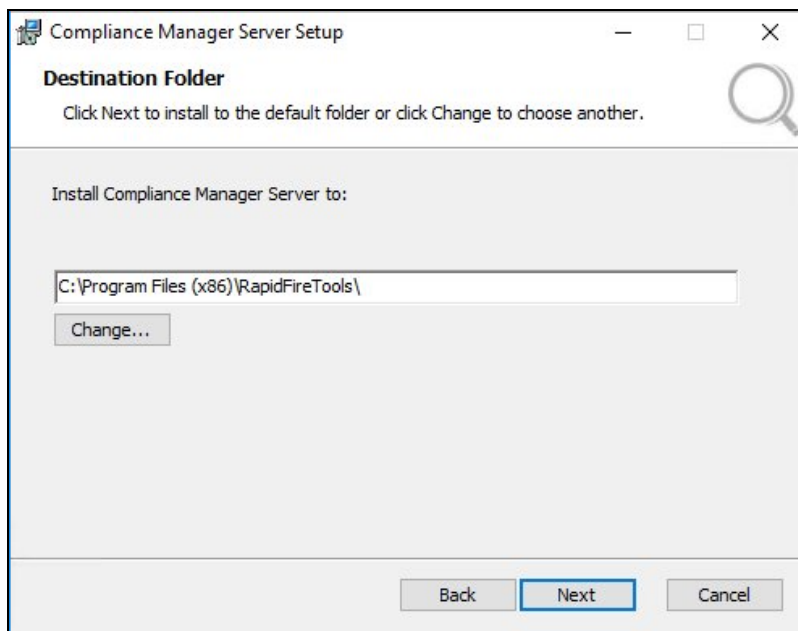 Compliance Manager Server Setup
Destination Folder
Click Next to install to the default folder or click Change to choose another.
Install Compliance Manager Server to:
C:\Program Files (x86)\RapidFireTools\
Change...
Back Next Cancel